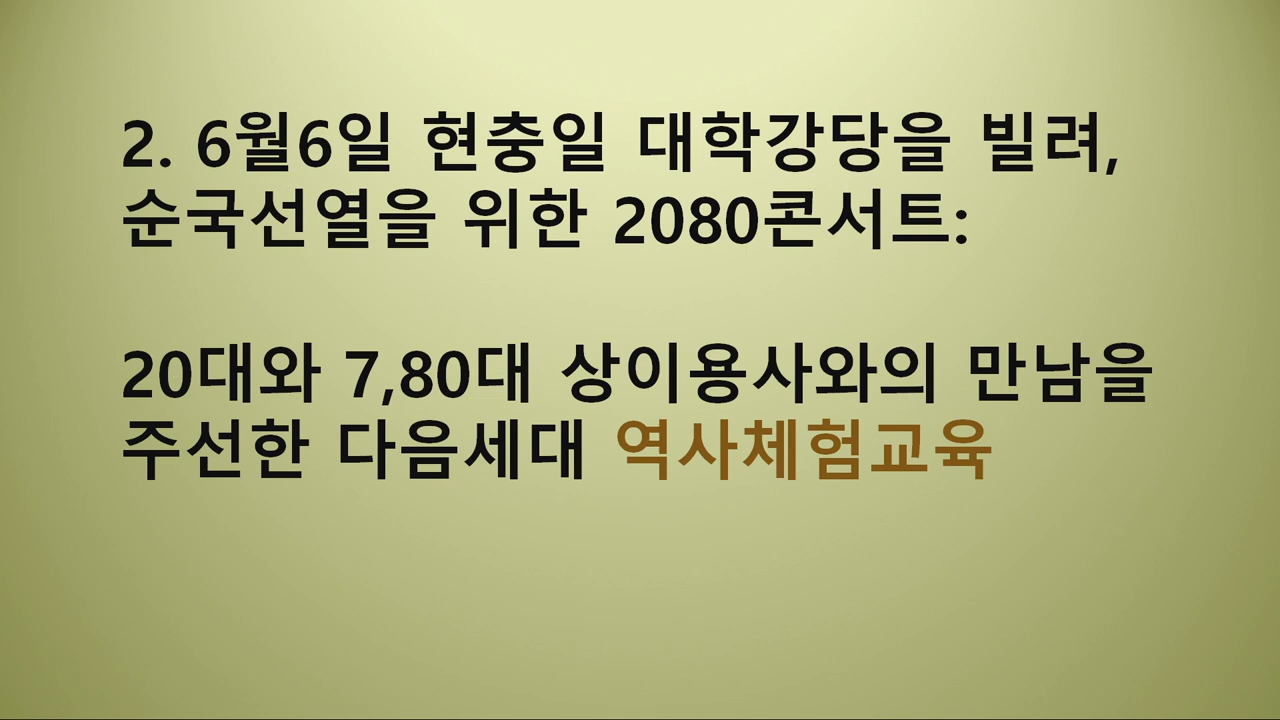 2. 6월6일 현충일 대학강당을 빌려,
순국선열을 위한 2080콘서트:
20대와 7,80대 상이용사와의 만남을
주선한 다음세대 역사체험교육